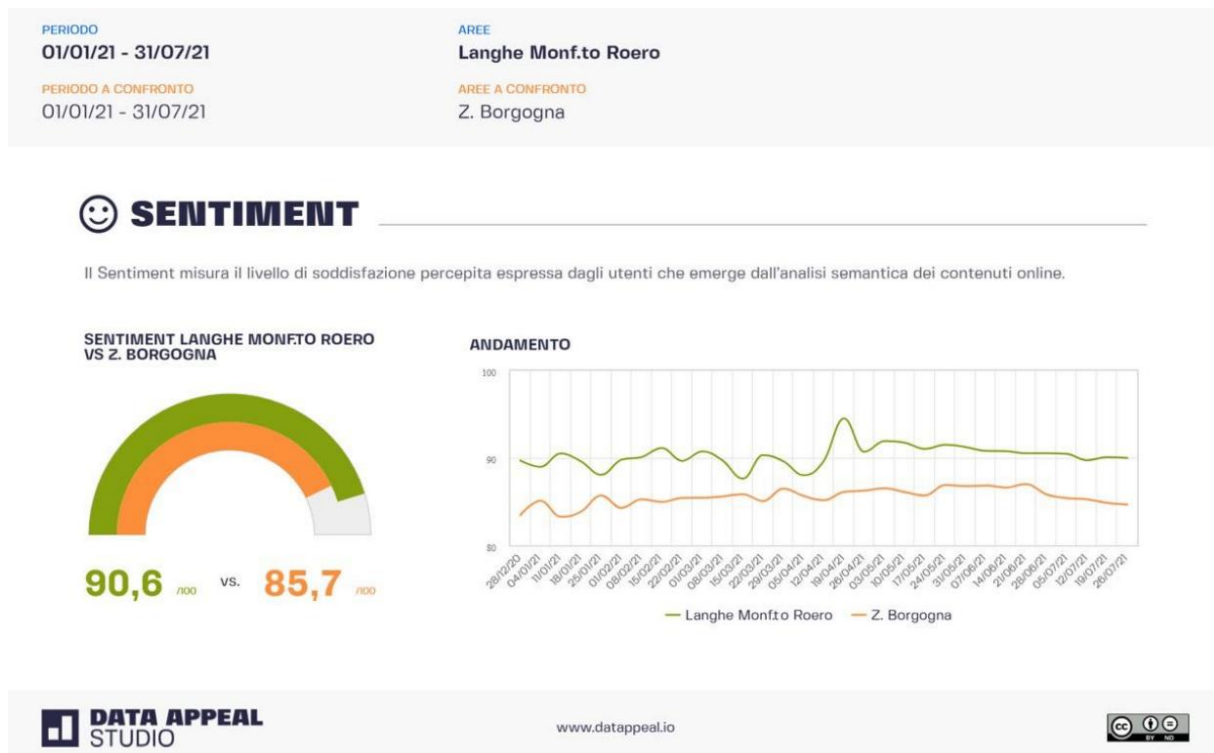 PERIODO
01/01/21 - 31/07/21
AREE
Langhe Monf.to Roero
PERIODO A CONFRONTO
01/01/21 - 31/07/21
AREE A CONFRONTO
Z. Borgogna
SENTIMENT
Il Sentiment misura il livello di soddisfazione percepita espressa dagli utenti che emerge dall'analisi semantica dei contenuti online.
SENTIMENT LANGHE MONF.TO ROERO
VS Z. BORGOGNA
90,6 /100 vs. 85,7 /100
ANDAMENTO
100
90
80
28/12/20
04/01/21
11/01/21
18/01/21
25/01/21
01/02/21
08/02/21
15/02/21
22/02/21
01/03/21
08/03/21
15/03/21
22/03/21
29/03/21
05/04/21
12/04/21
19/04/21
26/04/21
03/05/21
10/05/21
17/05/21
24/05/21
31/05/21
07/06/21
14/06/21
21/06/21
28/06/21
05/07/21
12/07/21
19/07/21
26/07/21
Langhe Monf.to Roero
Z. Borgogna
DATA APPEAL
STUDIO
www.datappeal.io
CC
BY ND